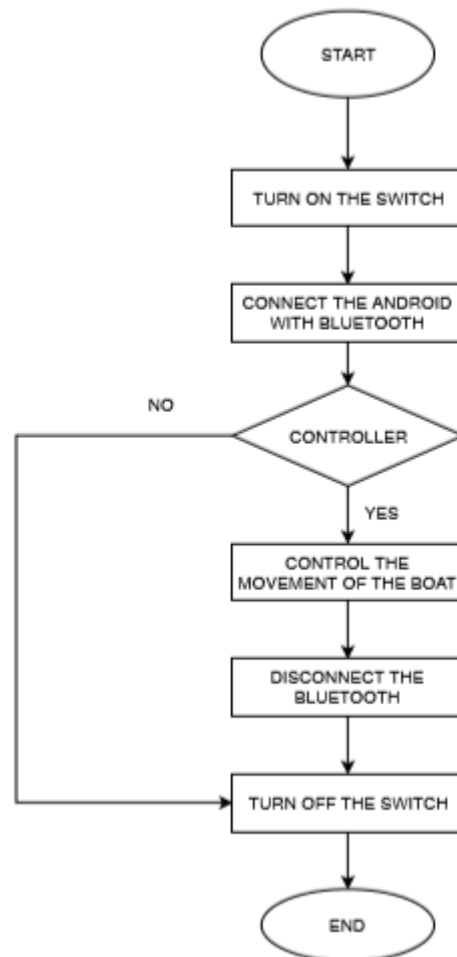 START
TURN ON THE SWITCH
CONNECT THE ANDROID
WITH BLUETOOTH
NO
CONTROLLER
YES
CONTROL THE
MOVEMENT OF THE BOAT
DISCONNECT THE
BLUETOOTH
TURN OFF THE SWITCH
END